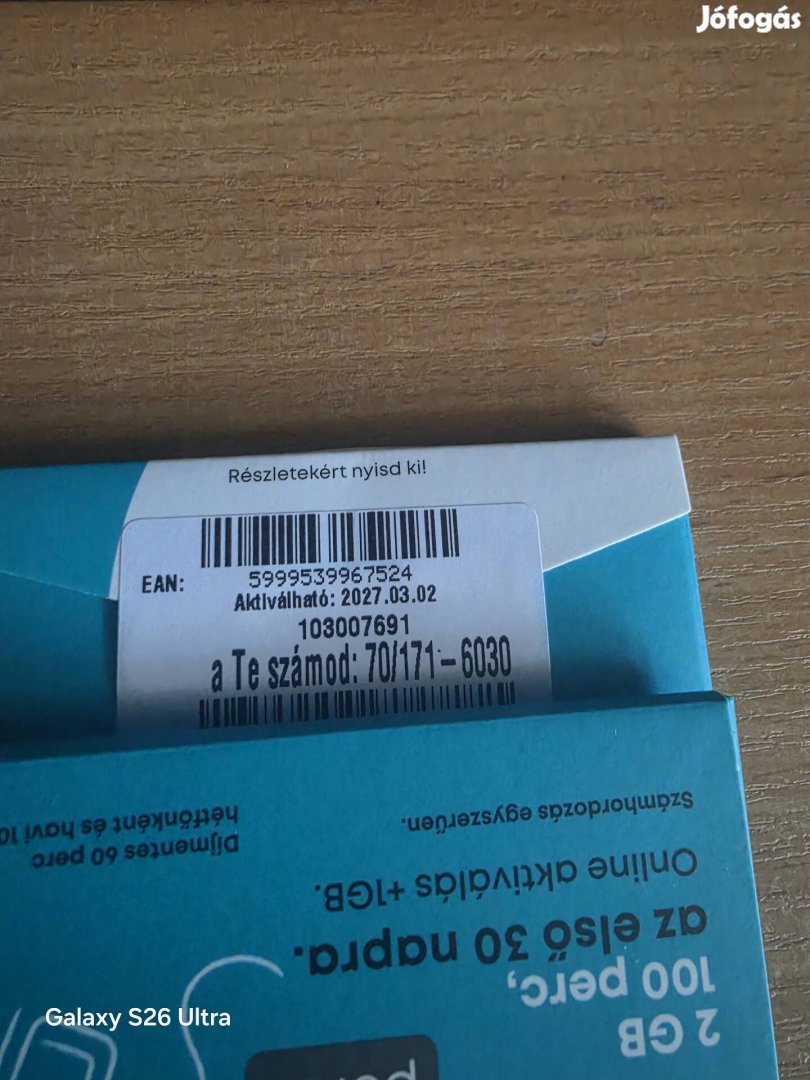 Jófogás
Részletekért nyisd ki!
EAN:
5999539967524
Aktiválható: 2027.03.02
103007691
a Te számod: 70/171-6030
2 GB
100 perc,
az első 30 napra.
Online aktiválás +1GB.
Számhordozás egyszerűen.
Díjmentes 60 perc
hétfőnként és havi
Galaxy S26 Ultra